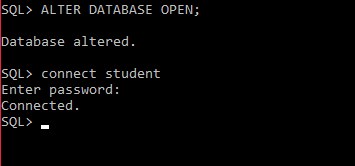 SQL> ALTER DATABASE OPEN;
Database altered.
SQL> connect student
Enter password:
Connected.
SQL>